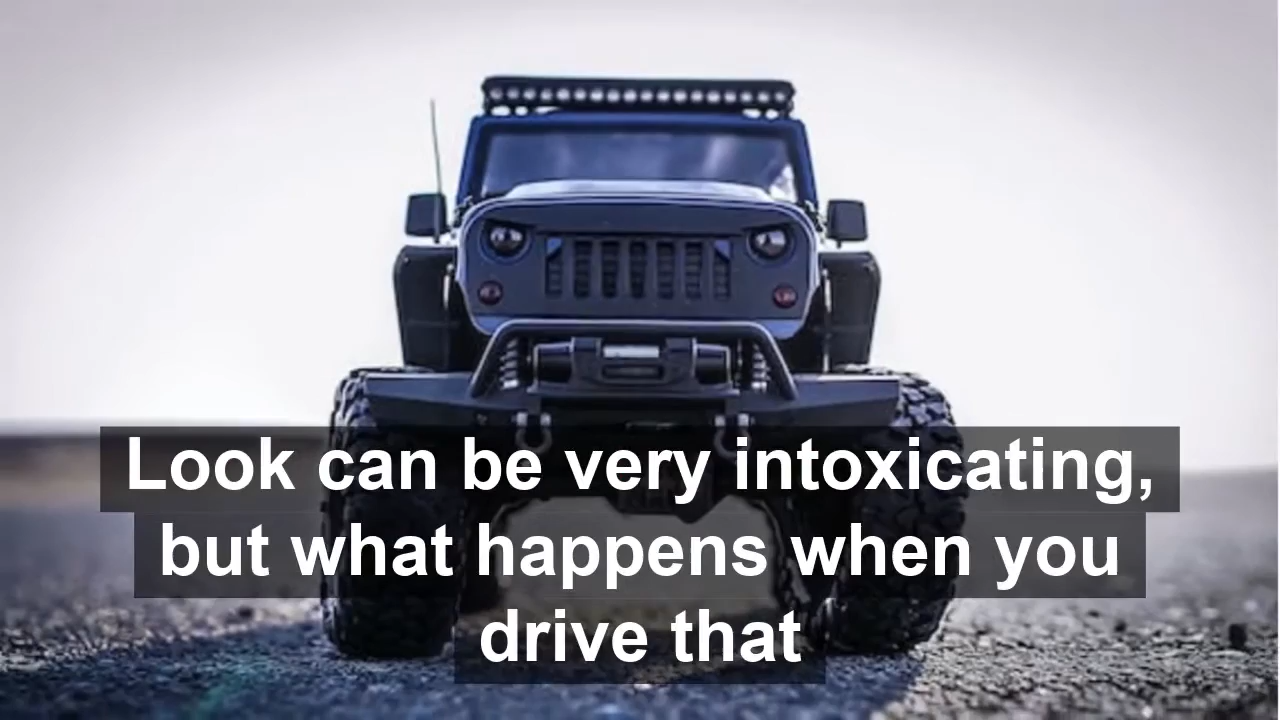 Look can be very intoxicating,
but what happens when you
drive that